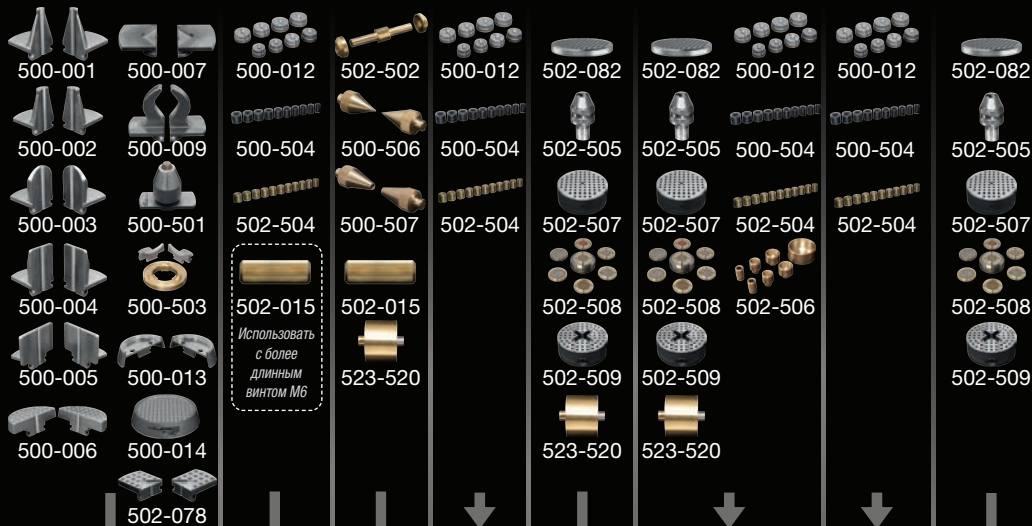 500-001 500-007 500-012 502-502 500-012 502-082 502-082 500-012 500-012 502-082
500-002 500-009 500-504 500-506 500-504 502-505 502-505 500-504 500-504 502-505
500-003 500-501 502-504 500-507 502-504 502-507 502-507 502-504 502-504 502-507
500-004 500-503 502-015 502-015 502-508 502-508 502-506 502-508
Использовать
с более
длинным
винтом М6
500-005 500-013 523-520 502-509 502-509 502-509
500-006 500-014 523-520 523-520
502-078